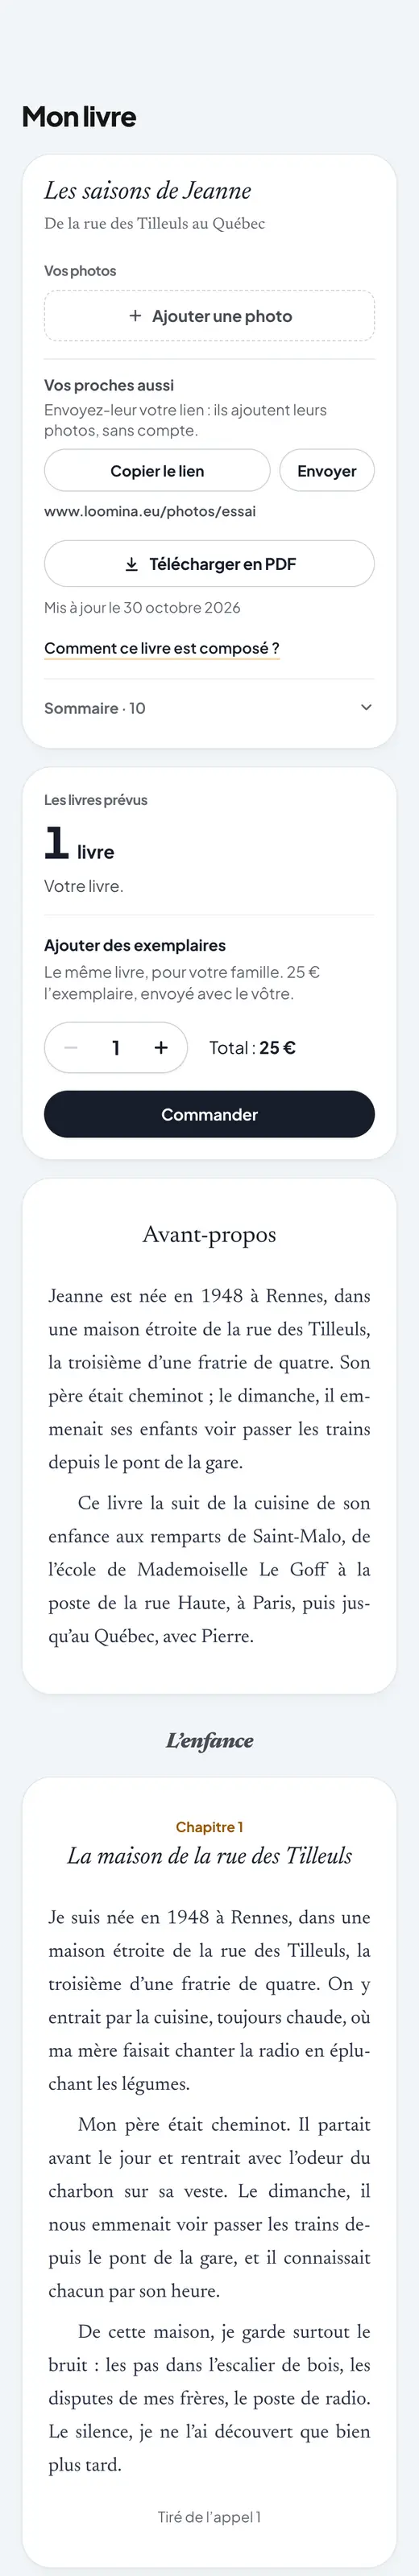 Mon livre
Les saisons de Jeanne
De la rue des Tilleuls au Québec
Vos photos
+ Ajouter une photo
Vos proches aussi
Envoyez-leur votre lien : ils ajoutent leurs
photos, sans compte.
Copier le lien
Envoyer
www.loomina.eu/photos/essai
Télécharger en PDF
Mis à jour le 30 octobre 2026
Comment ce livre est composé ?
Sommaire · 10
Les livres prévus
1 livre
Votre livre.
Ajouter des exemplaires
Le même livre, pour votre famille. 25 €
l’exemplaire, envoyé avec le vôtre.
− 1 + Total : 25 €
Commander
Avant-propos
Jeanne est née en 1948 à Rennes, dans
une maison étroite de la rue des Tilleuls,
la troisième d’une fratrie de quatre. Son
père était cheminot ; le dimanche, il em-
menait ses enfants voir passer les trains
depuis le pont de la gare.
Ce livre la suit de la cuisine de son
enfance aux remparts de Saint-Malo, de
l’école de Mademoiselle Le Goff à la
poste de la rue Haute, à Paris, puis jus-
qu’au Québec, avec Pierre.
L’enfance
Chapitre 1
La maison de la rue des Tilleuls
Je suis née en 1948 à Rennes, dans une
maison étroite de la rue des Tilleuls, la
troisième d’une fratrie de quatre. On y
entrait par la cuisine, toujours chaude, où
ma mère faisait chanter la radio en éplu-
chant les légumes.
Mon père était cheminot. Il partait
avant le jour et rentrait avec l’odeur du
charbon sur sa veste. Le dimanche, il
nous emmenait voir passer les trains de-
puis le pont de la gare, et il connaissait
chacun par son heure.
De cette maison, je garde surtout le
bruit : les pas dans l’escalier de bois, les
disputes de mes frères, le poste de radio.
Le silence, je ne l’ai découvert que bien
plus tard.
Tiré de l’appel 1